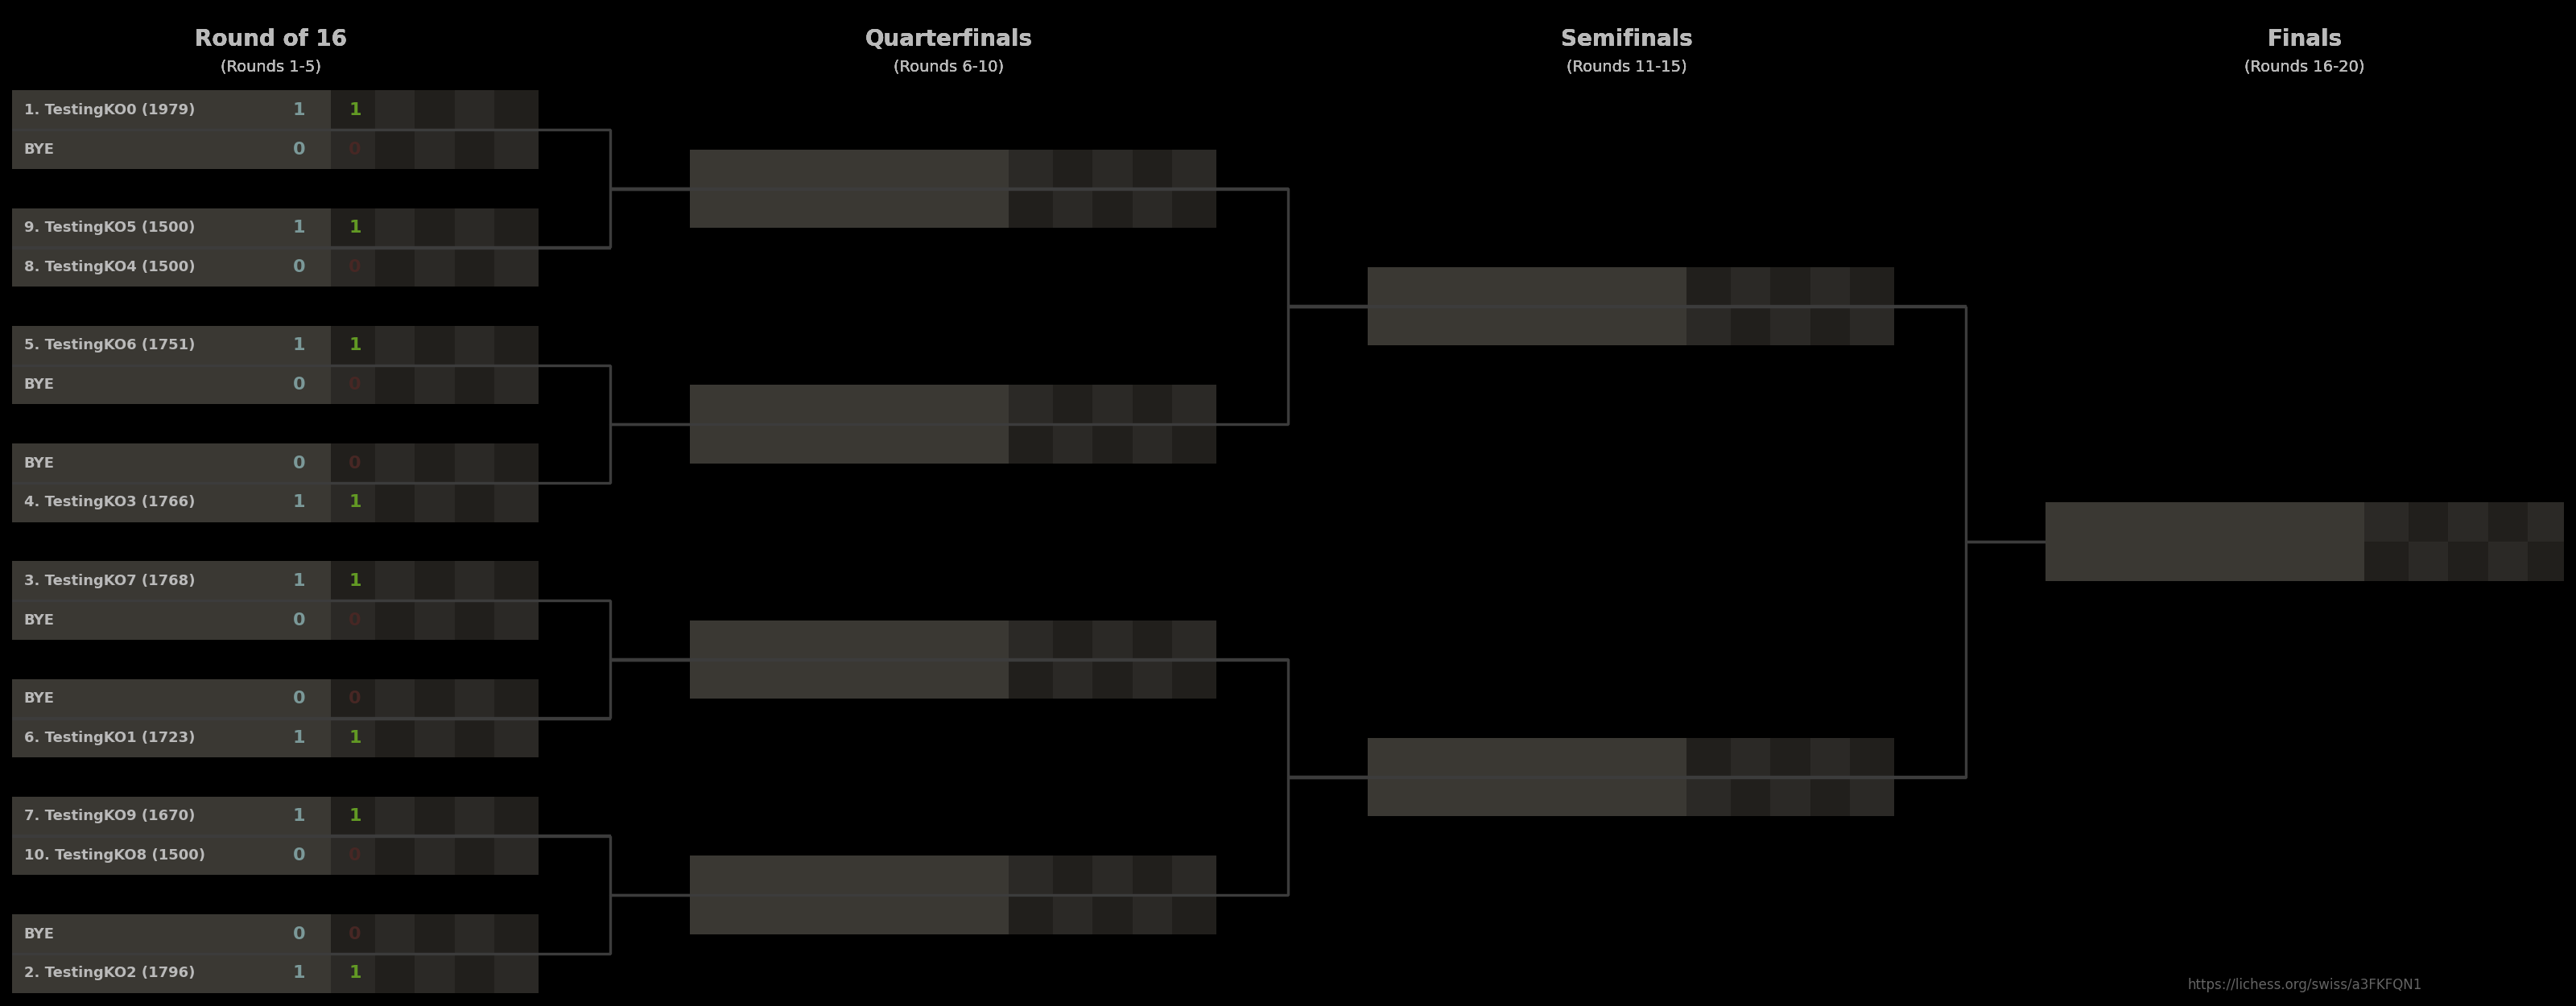 Round of 16
(Rounds 1-5)
Quarterfinals
(Rounds 6-10)
Semifinals
(Rounds 11-15)
Finals
(Rounds 16-20)
1. TestingKO0 (1979) 1 1
BYE 0 0
9. TestingKO5 (1500) 1 1
8. TestingKO4 (1500) 0 0
5. TestingKO6 (1751) 1 1
BYE 0 0
BYE 0 0
4. TestingKO3 (1766) 1 1
3. TestingKO7 (1768) 1 1
BYE 0 0
BYE 0 0
6. TestingKO1 (1723) 1 1
7. TestingKO9 (1670) 1 1
10. TestingKO8 (1500) 0 0
BYE 0 0
2. TestingKO2 (1796) 1 1
https://lichess.org/swiss/a3FKFQN1